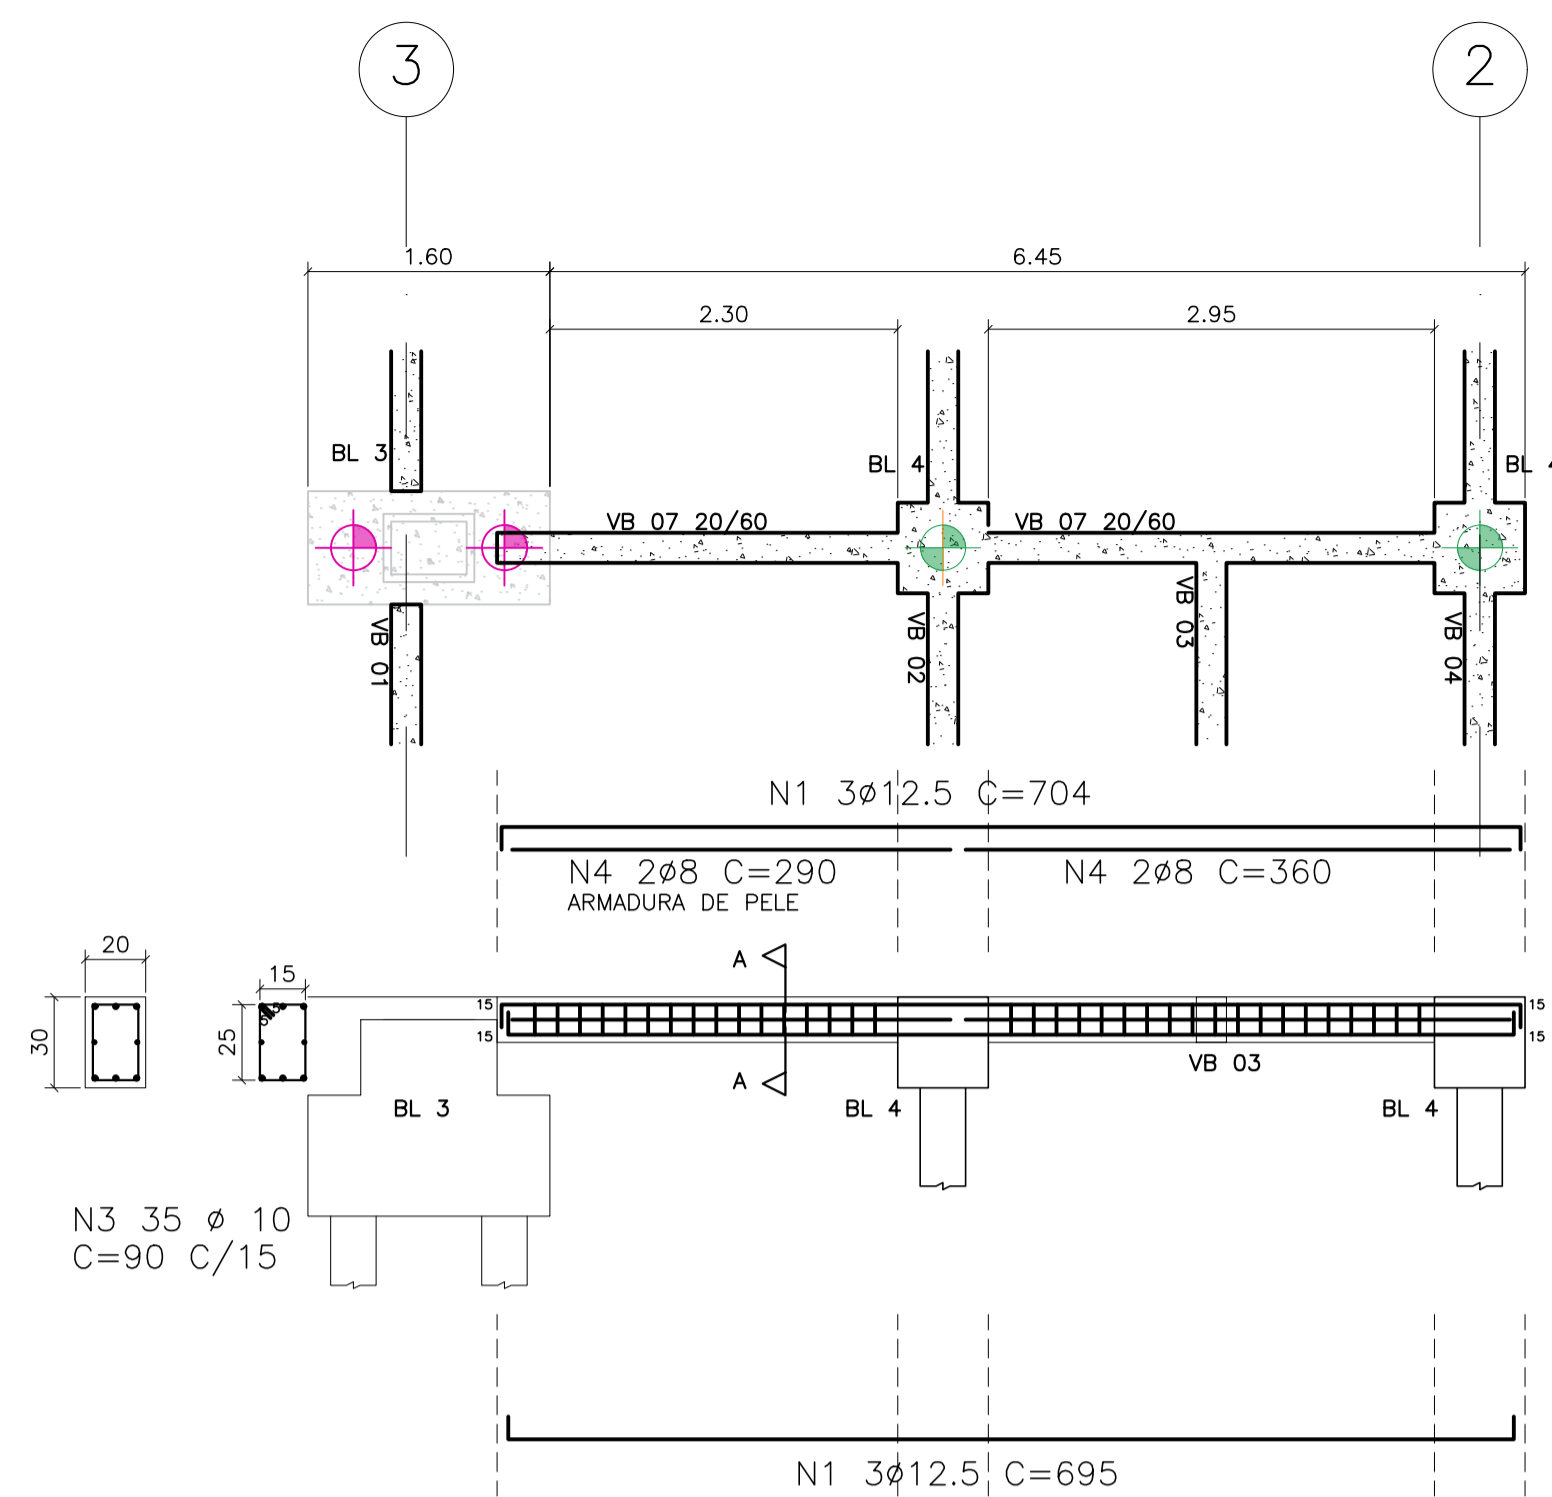 3
2
1.60
6.45
2.30
2.95
BL 3
BL 4
BL
VB 07 20/60
VB 07 20/60
VB 01
VB 02
VB 03
VB 04
N1 3ø12.5 C=704
N4 2ø8 C=290
N4 2ø8 C=360
ARMADURA DE PELE
20
15
A
15
15
30
25
15
15
VB 03
A
BL 3
BL 4
BL 4
N3 35 ø 10
C=90 C/15
N1 3ø12.5 C=695